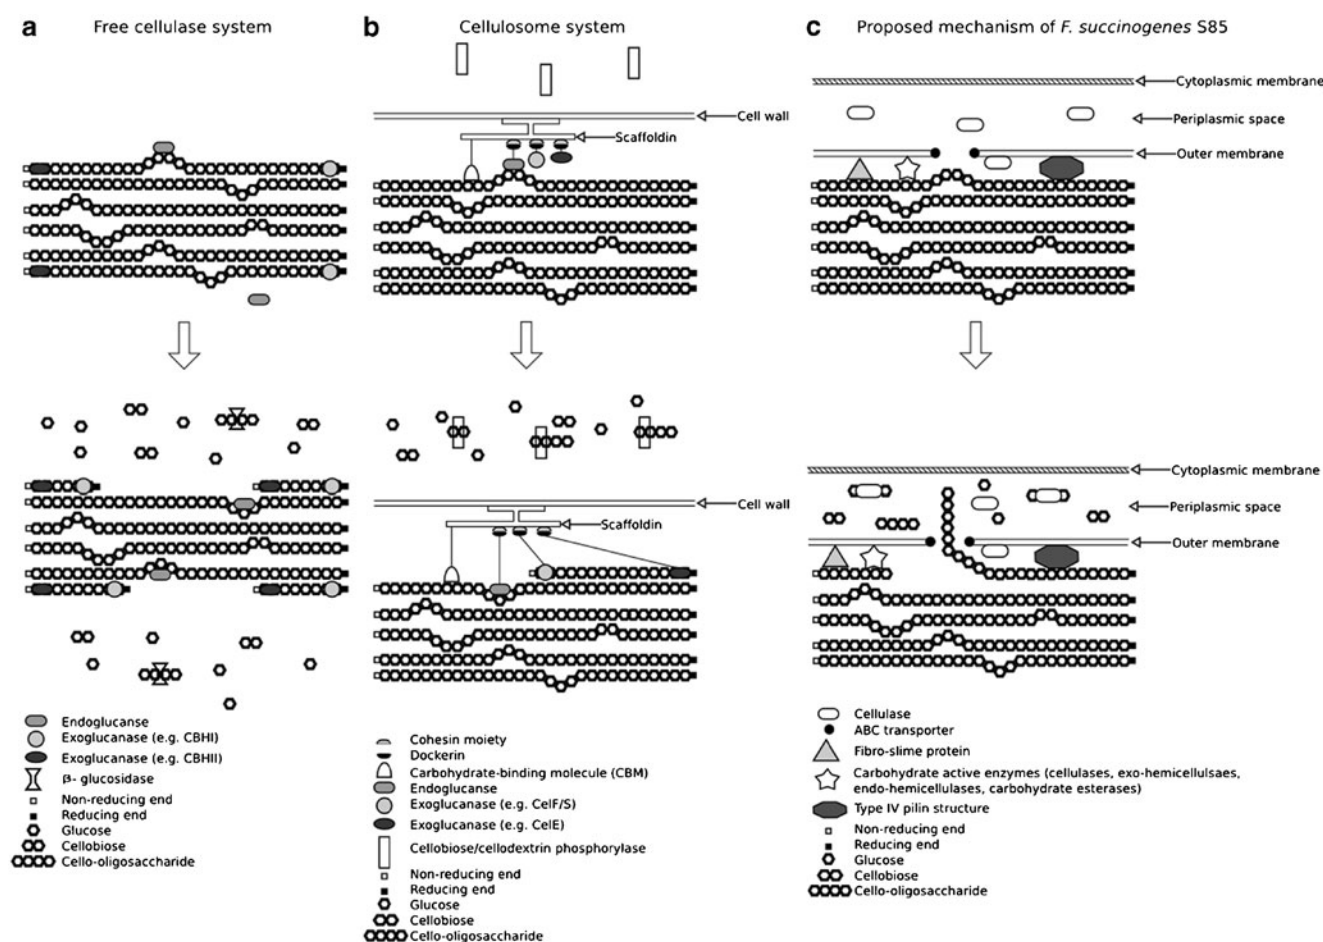 a Free cellulase system
b Cellulosome system
c Proposed mechanism of F. succinogenes S85
Cell wall
Scaffoldin
Cytoplasmic membrane
Periplasmic space
Outer membrane
Cell wall
Scaffoldin
Cytoplasmic membrane
Periplasmic space
Outer membrane
Endoglucanse
Exoglucanase (e.g. CBHI)
Exoglucanase (e.g. CBHII)
β- glucosidase
Non-reducing end
Reducing end
Glucose
Cellobiose
Cello-oligosaccharide
Cohesin moiety
Dockerin
Carbohydrate-binding molecule (CBM)
Endoglucanse
Exoglucanase (e.g. CelF/S)
Exoglucanase (e.g. CelE)
Cellobiose/cellodextrin phosphorylase
Non-reducing end
Reducing end
Glucose
Cellobiose
Cello-oligosaccharide
Cellulase
ABC transporter
Fibro-slime protein
Carbohydrate active enzymes (cellulases, exo-hemicellulsaes,
endo-hemicellulases, carbohydrate esterases)
Type IV pilin structure
Non-reducing end
Reducing end
Glucose
Cellobiose
Cello-oligosaccharide